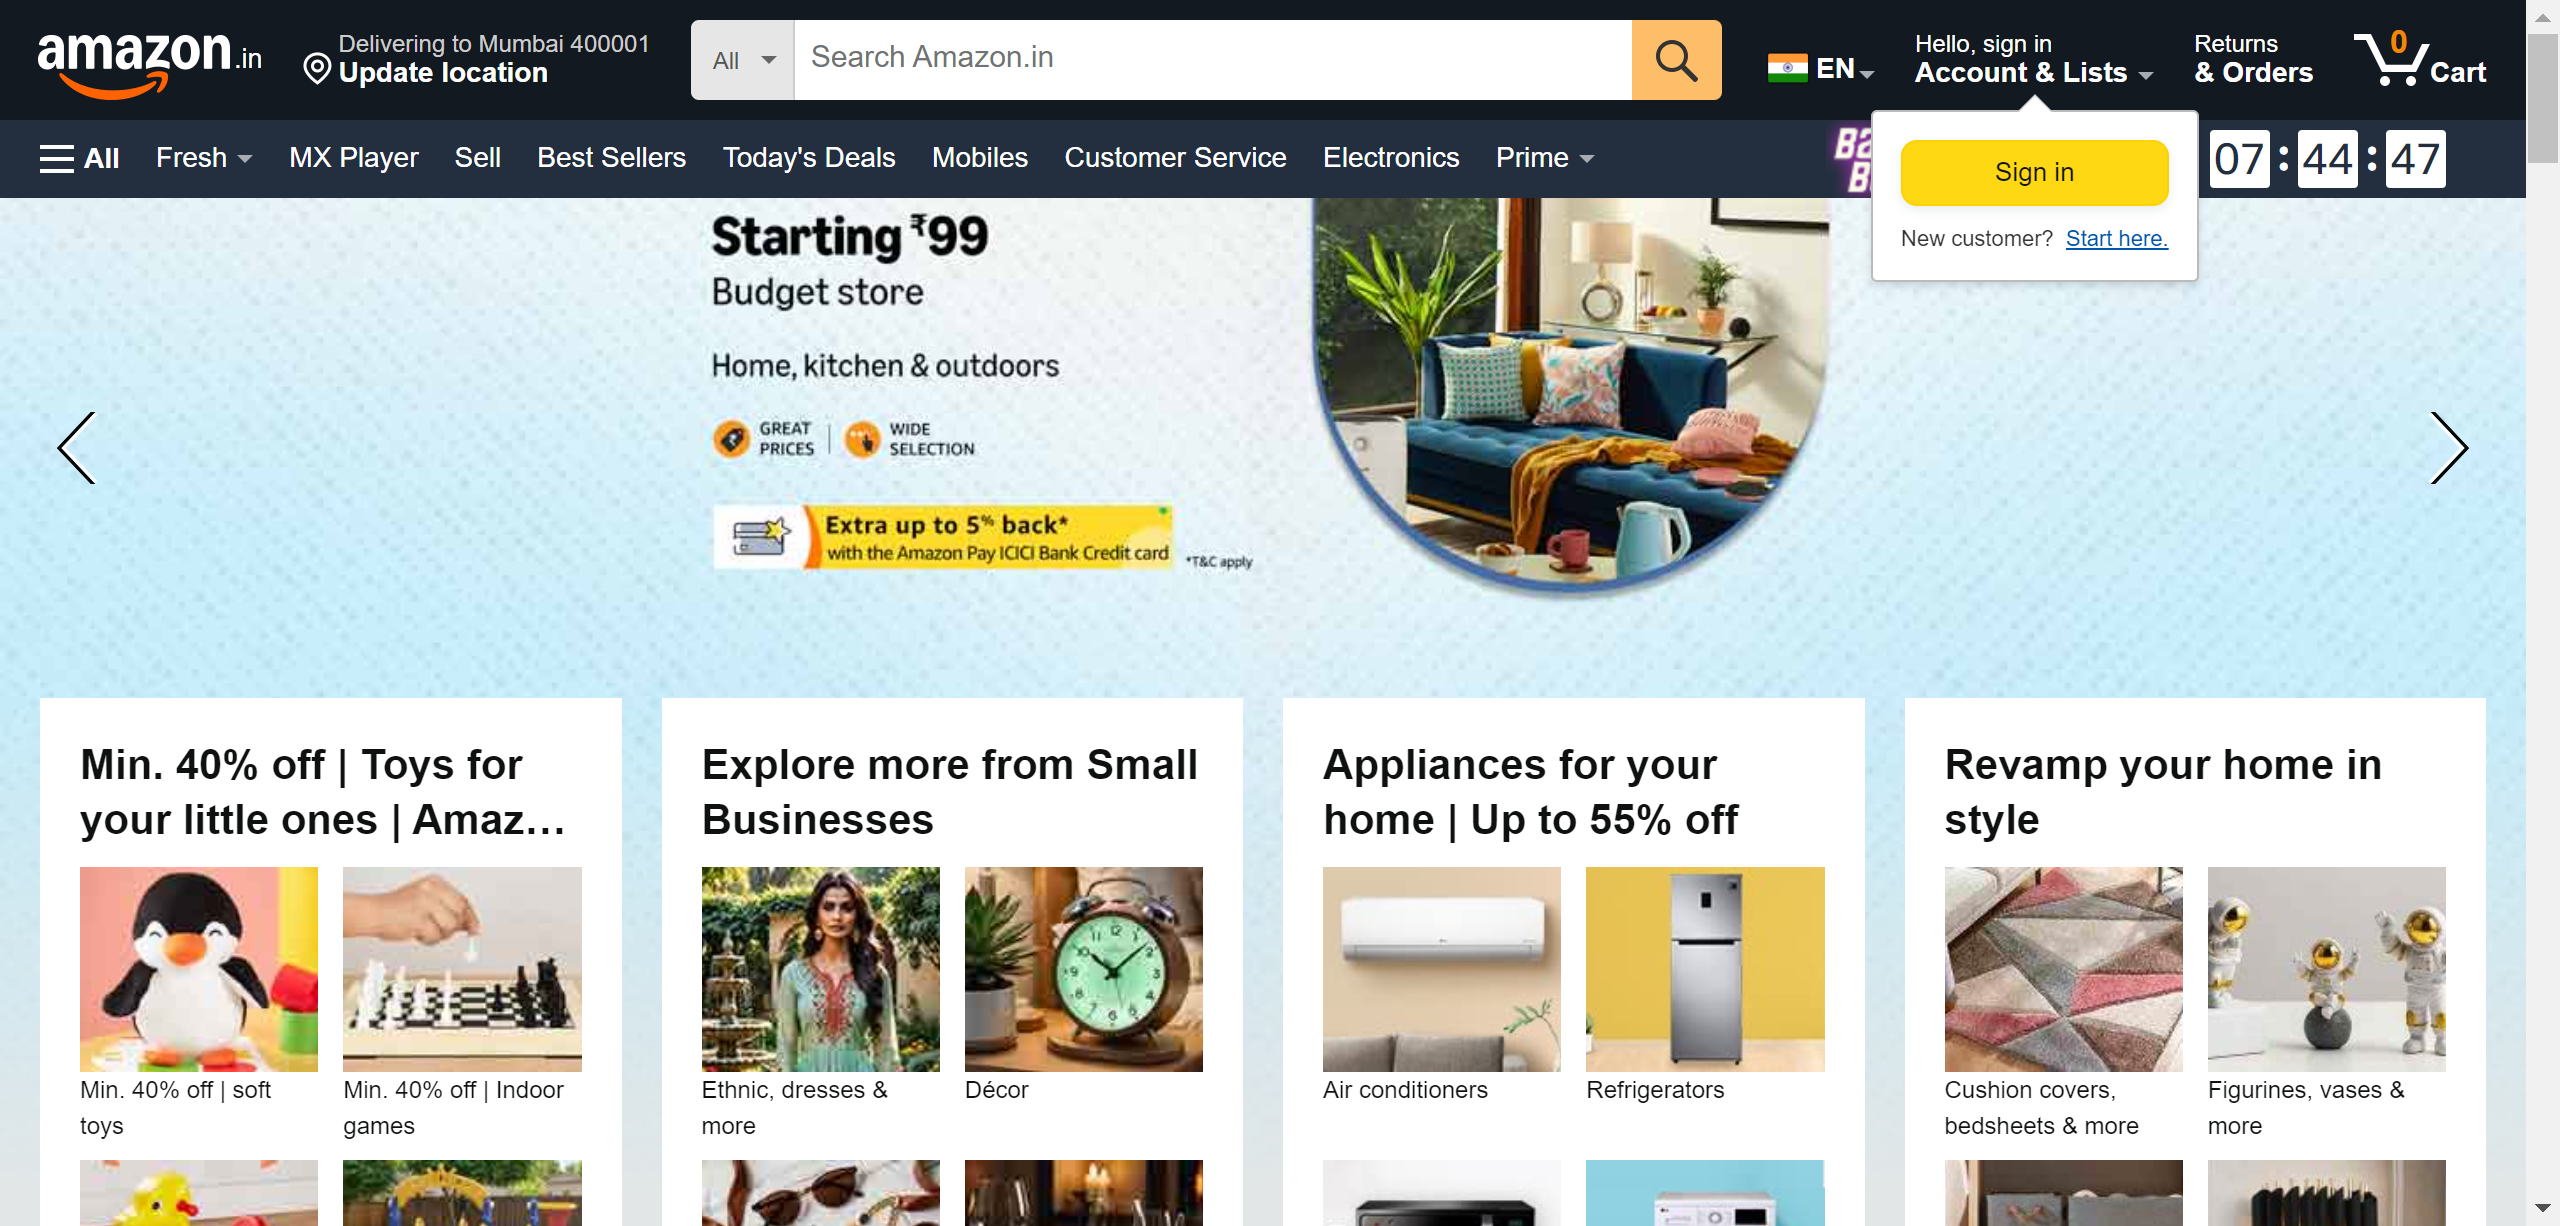 amazon.in
Delivering to Mumbai 400001
Update location
All
Search Amazon.in
EN
Hello, sign in
Account & Lists
Returns
& Orders
0
Cart
All
Fresh
MX Player
Sell
Best Sellers
Today's Deals
Mobiles
Customer Service
Electronics
Prime
07 : 44 : 47
Sign in
New customer? Start here.
Starting ₹99
Budget store
Home, kitchen & outdoors
GREAT
PRICES
WIDE
SELECTION
Extra up to 5% back*
with the Amazon Pay ICICI Bank Credit card
*T&C apply
Min. 40% off | Toys for
your little ones | Amaz…
Explore more from Small
Businesses
Appliances for your
home | Up to 55% off
Revamp your home in
style
Min. 40% off | soft
toys
Min. 40% off | Indoor
games
Ethnic, dresses &
more
Décor
Air conditioners
Refrigerators
Cushion covers,
bedsheets & more
Figurines, vases &
more